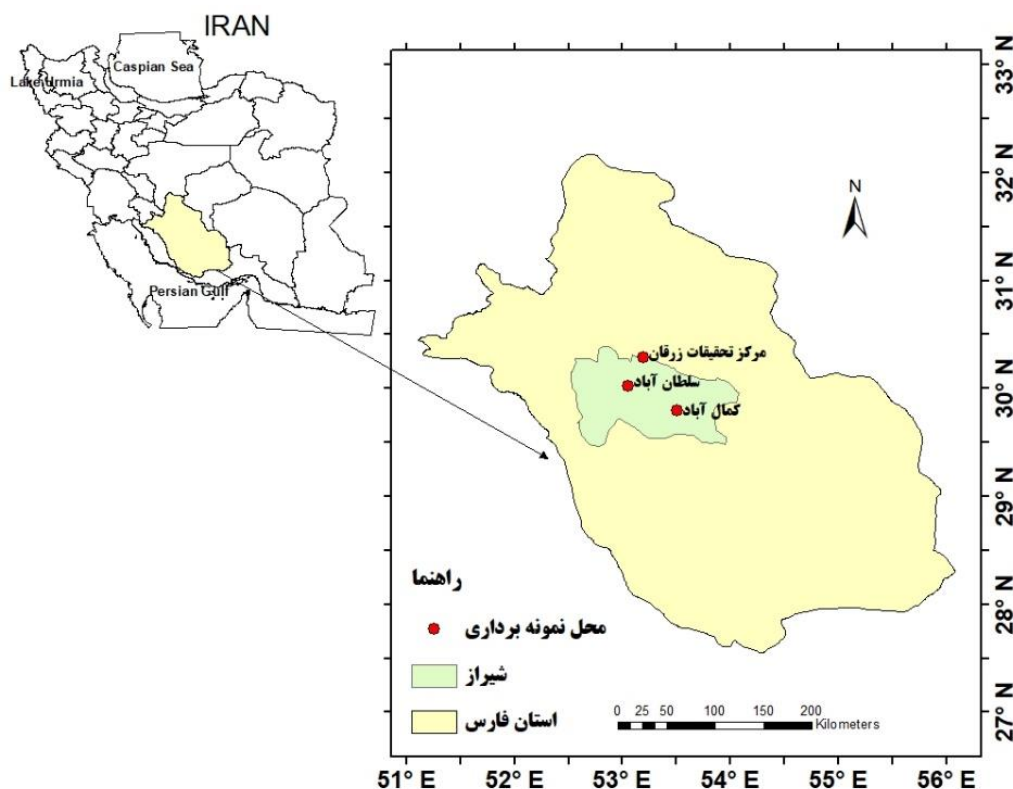 IRAN
Caspian Sea
Lake Urmia
Persian Gulf
N
مرکز تحقیقات زرقان
سلطان آباد
کمال آباد
راهنما
محل نمونه برداری
شیراز
استان فارس
0 25 50 100 150 200
Kilometers
33° N
32° N
31° N
30° N
29° N
28° N
27° N
51° E 52° E 53° E 54° E 55° E 56° E